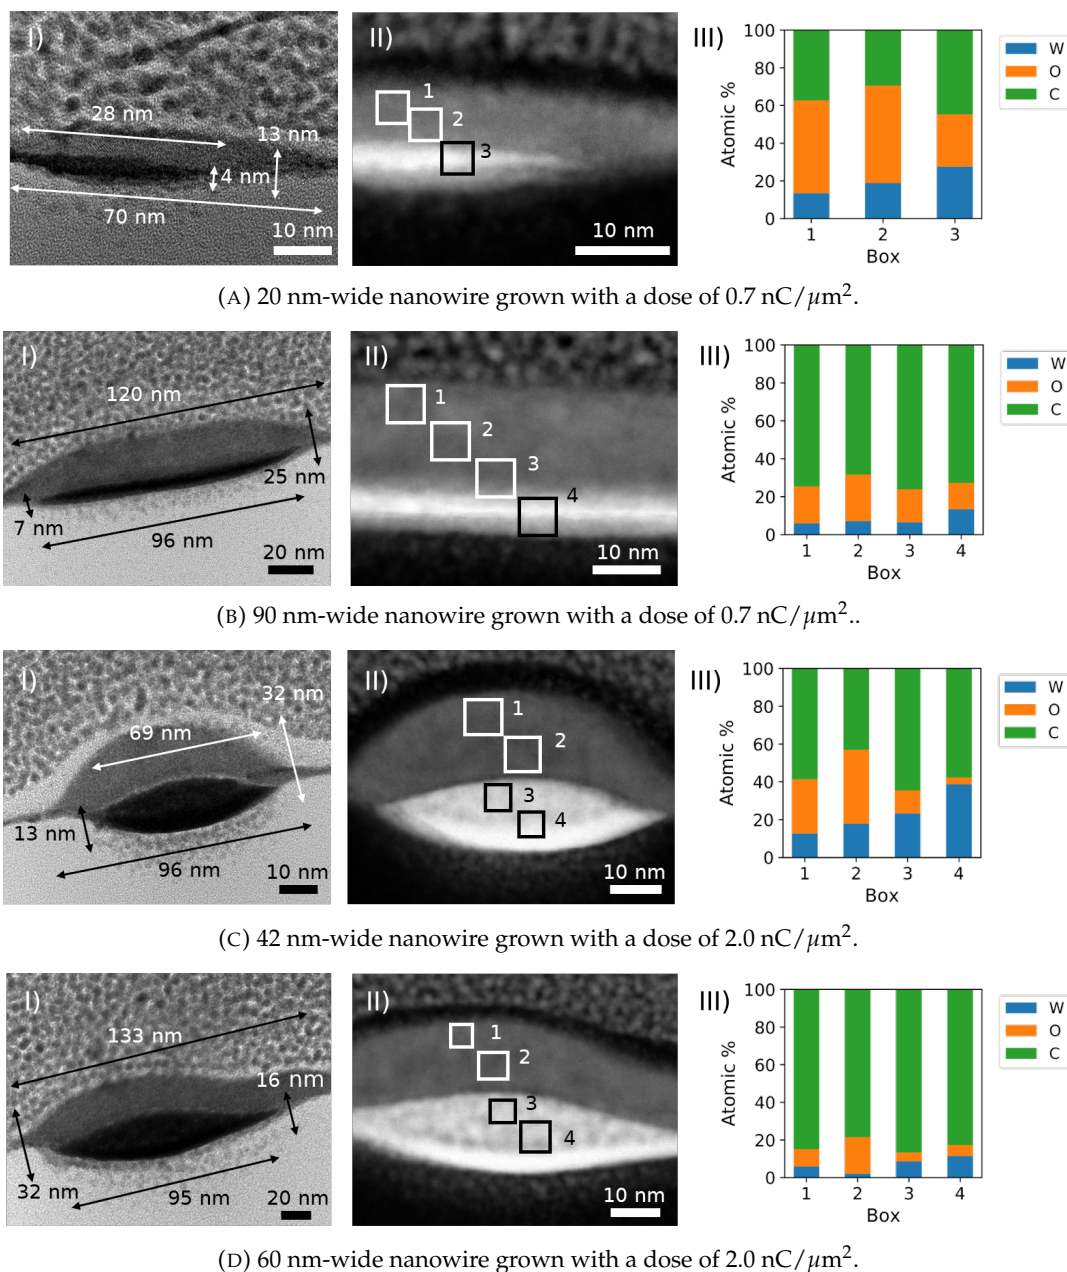 I)
28 nm
13 nm
4 nm
70 nm
10 nm
II)
1
2
3
10 nm
III)
100
80
60
40
20
0
Atomic %
1 2 3
Box
W
O
C
(A) 20 nm-wide nanowire grown with a dose of 0.7 nC/μm².
I)
120 nm
25 nm
7 nm
96 nm
20 nm
II)
1
2
3
4
10 nm
III)
100
80
60
40
20
0
Atomic %
1 2 3 4
Box
W
O
C
(B) 90 nm-wide nanowire grown with a dose of 0.7 nC/μm²..
I)
32 nm
69 nm
13 nm
96 nm
10 nm
II)
1
2
3
4
10 nm
III)
100
80
60
40
20
0
Atomic %
1 2 3 4
Box
W
O
C
(C) 42 nm-wide nanowire grown with a dose of 2.0 nC/μm².
I)
133 nm
16 nm
32 nm
95 nm
20 nm
II)
1
2
3
4
10 nm
III)
100
80
60
40
20
0
Atomic %
1 2 3 4
Box
W
O
C
(D) 60 nm-wide nanowire grown with a dose of 2.0 nC/μm².